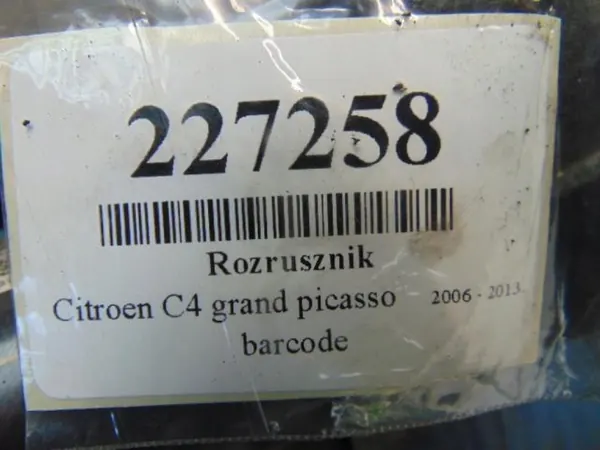 227258
Rozrusznik
Citroen C4 grand picasso 2006 - 2013
barcode